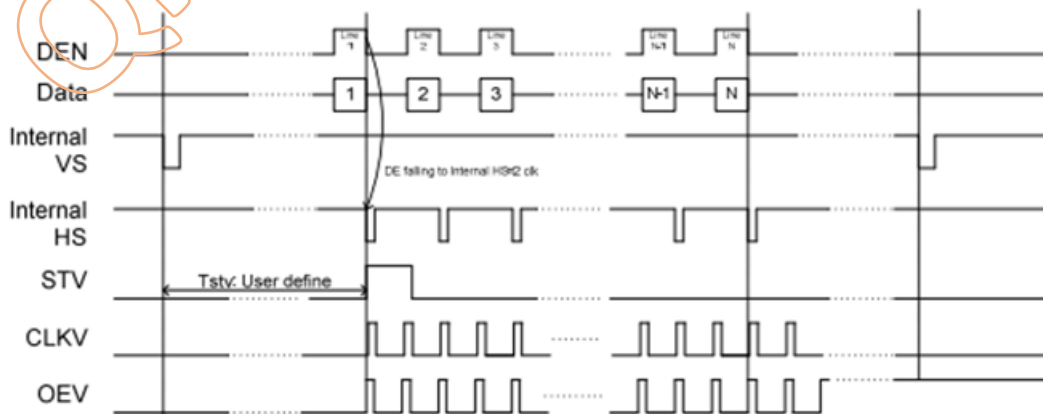 DEN
Line 1
Line 2
Line 3
Line N-1
Line N
Data
1
2
3
N-1
N
Internal VS
DE falling to Internal HS
clk
Internal HS
STV
Tstv: User define
CLKV
OEV